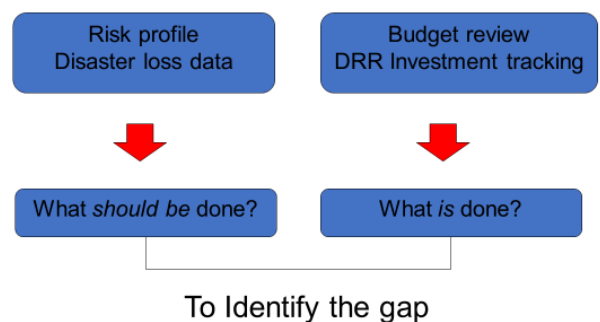 Risk profile
Disaster loss data
Budget review
DRR Investment tracking
What should be done?
What is done?
To Identify the gap